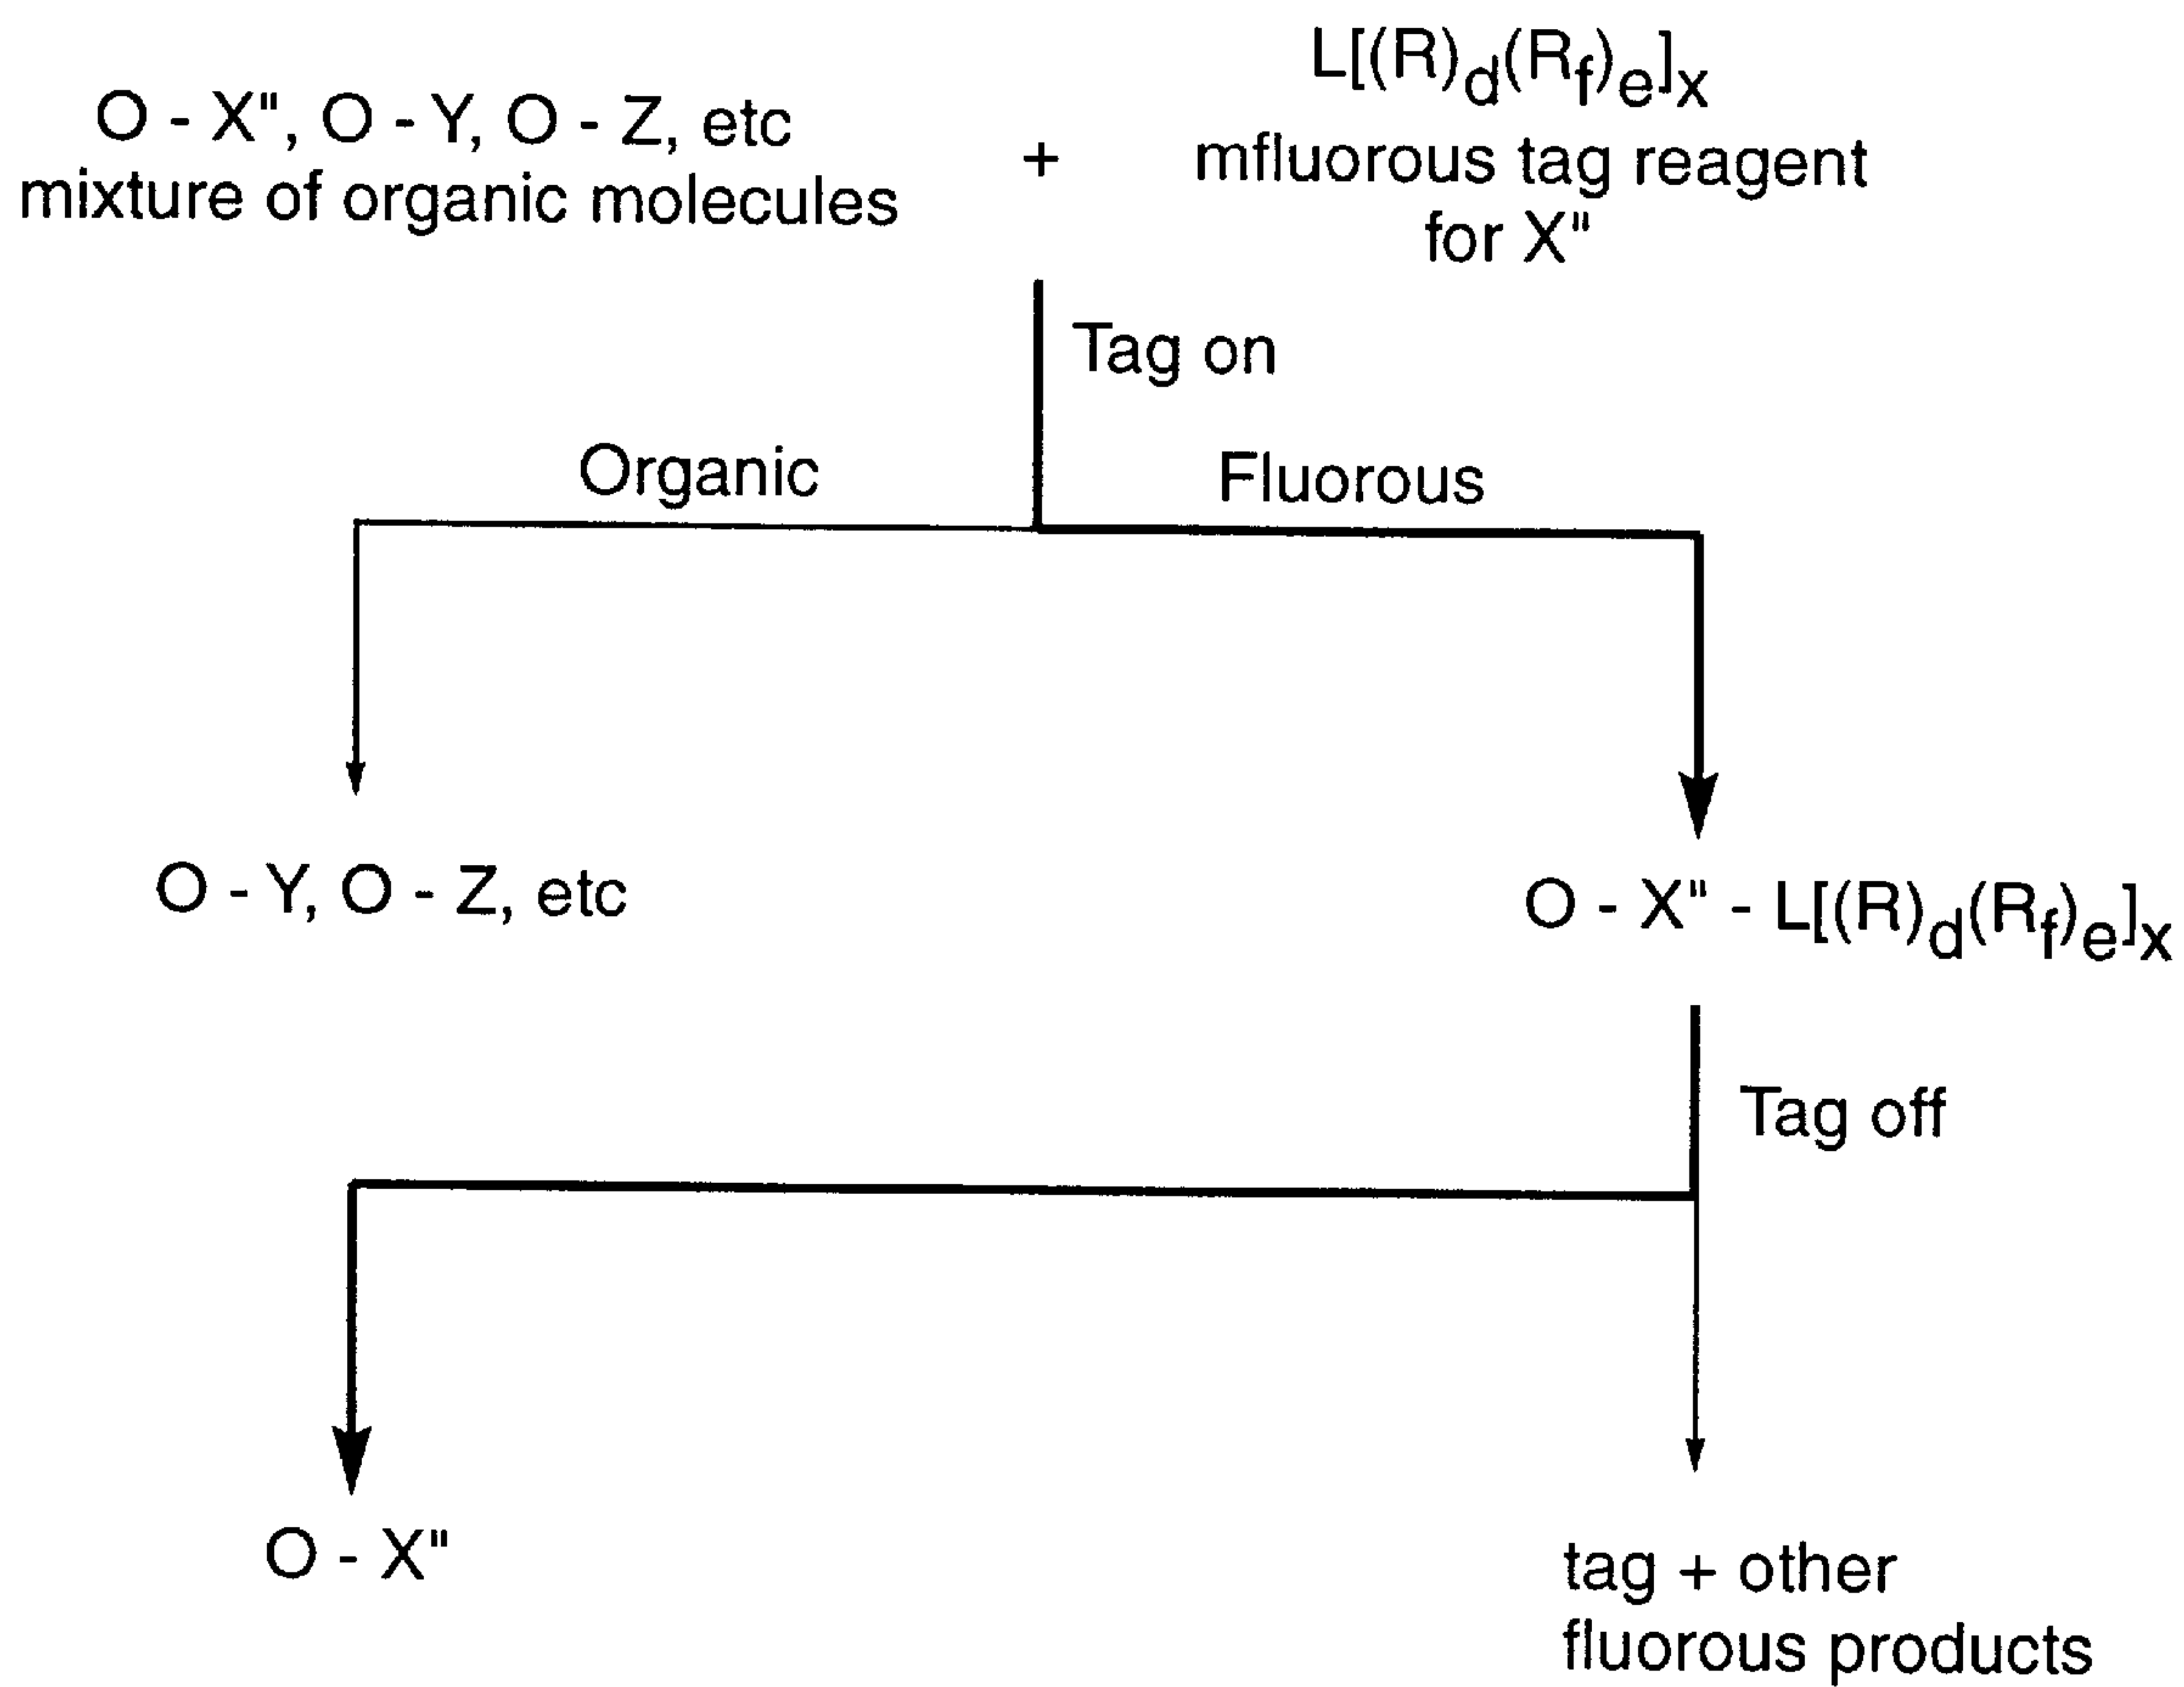 O - X", O - Y, O - Z, etc
mixture of organic molecules
+
L[(R)d(Rf)e]x
mfluorous tag reagent
for X"
Tag on
Organic
Fluorous
O - Y, O - Z, etc
O - X" - L[(R)d(Rf)e]x
Tag off
O - X"
tag + other
fluorous products